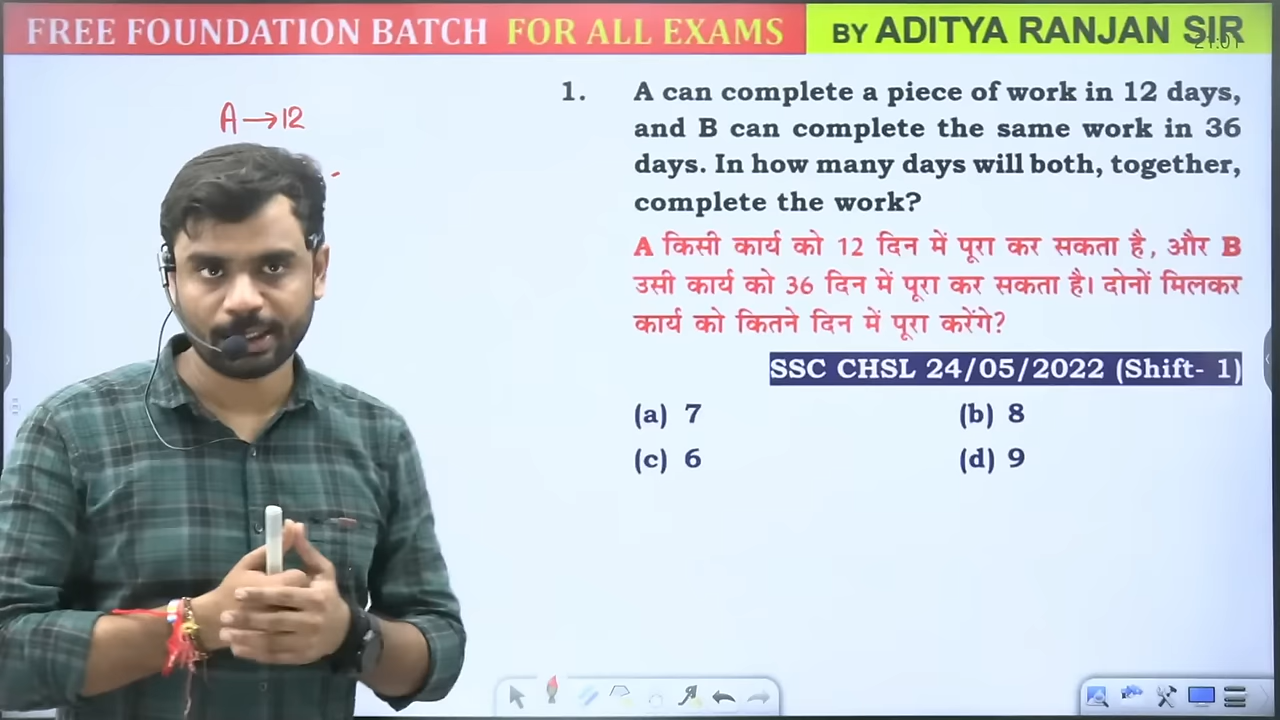 FREE FOUNDATION BATCH FOR ALL EXAMS BY ADITYA RANJAN SIR
21:01
A→12
1. A can complete a piece of work in 12 days,
and B can complete the same work in 36
days. In how many days will both, together,
complete the work?
A किसी कार्य को 12 दिन में पूरा कर सकता है, और B
उसी कार्य को 36 दिन में पूरा कर सकता है। दोनों मिलकर
कार्य को कितने दिन में पूरा करेंगे?
SSC CHSL 24/05/2022 (Shift- 1)
(a) 7 (b) 8
(c) 6 (d) 9